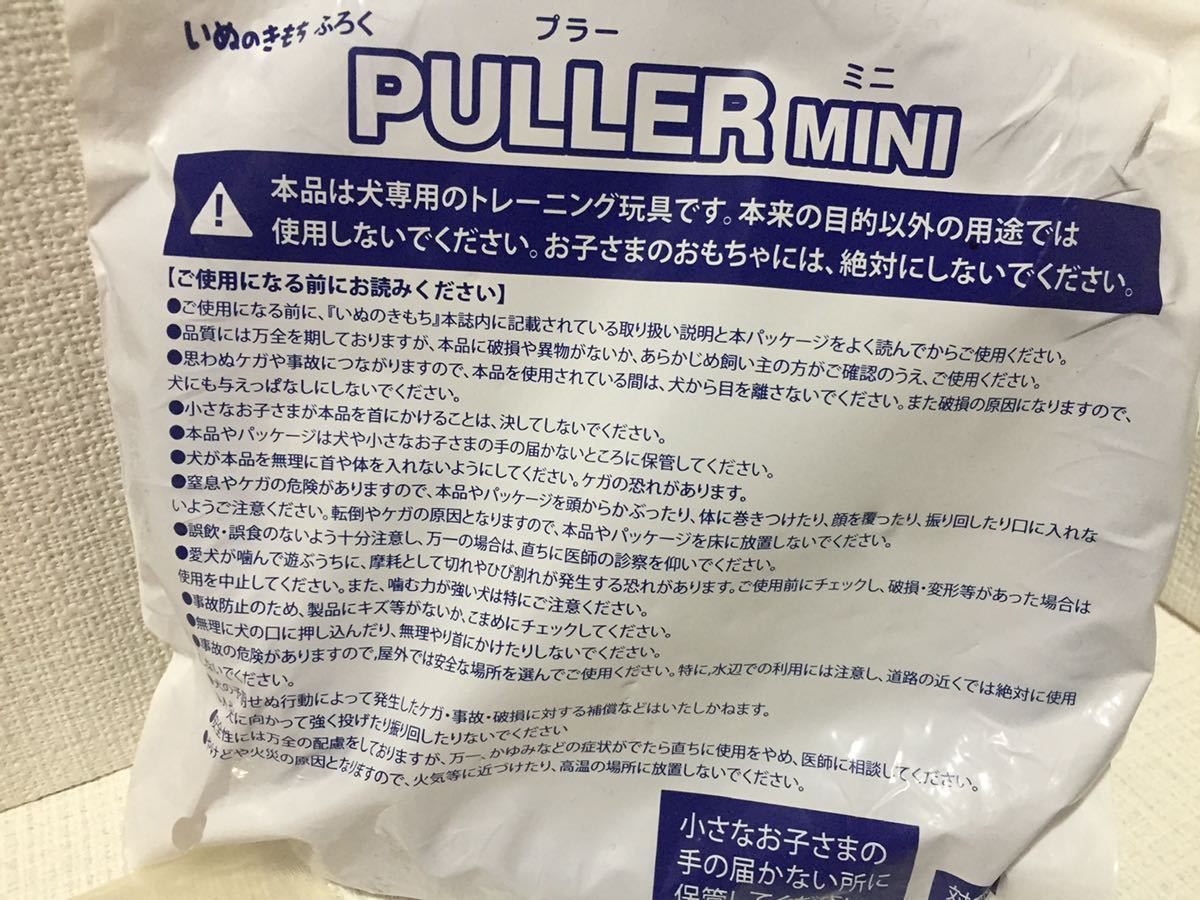 いぬのきもち ふろく
プラー
ミニ
PULLER MINI
本品は犬専用のトレーニング玩具です。本来の目的以外の用途では
使用しないでください。お子さまのおもちゃには、絶対にしないでください。
【ご使用になる前にお読みください】
●ご使用になる前に、『いぬのきもち』本誌内に記載されている取り扱い説明と本パッケージをよく読んでからご使用ください。
●品質には万全を期しておりますが、本品に破損や異物がないか、あらかじめ飼い主の方がご確認のうえ、ご使用ください。
●思わぬケガや事故につながりますので、本品を使用されている間は、犬から目を離さないでください。また破損の原因になりますので、
犬にも与えっぱなしにしないでください。
●小さなお子さまが本品を首にかけることは、決してしないでください。
●本品やパッケージは犬や小さなお子さまの手の届かないところに保管してください。
●犬が本品を無理に首や体を入れないようにしてください。ケガの恐れがあります。
●窒息やケガの危険がありますので、本品やパッケージを頭からかぶったり、体に巻きつけたり、顔を覆ったり、振り回したり口に入れな
いようご注意ください。転倒やケガの原因となりますので、本品やパッケージを床に放置しないでください。
●誤飲・誤食のないよう十分注意し、万一の場合は、直ちに医師の診察を仰いでください。
●愛犬が噛んで遊ぶうちに、摩耗として切れやひび割れが発生する恐れがあります。ご使用前にチェックし、破損・変形等があった場合は
使用を中止してください。また、噛む力が強い犬は特にご注意ください。
●事故防止のため、製品にキズ等がないか、こまめにチェックしてください。
●無理に犬の口に押し込んだり、無理やり首にかけたりしないでください。
●事故の危険がありますので、屋外では安全な場所を選んでご使用ください。特に、水辺での利用には注意し、道路の近くでは絶対に使用
しないでください。
せぬ行動によって発生したケガ・事故・破損に対する補償などはいたしかねます。
犬に向かって強く投げたり振り回したりないでください
全性には万全の配慮をしておりますが、万一、かゆみなどの症状がでたら直ちに使用をやめ、医師に相談してください。
けどや火災の原因となりますので、火気等に近づけたり、高温の場所に放置しないでください。
小さなお子さまの
手の届かない所に
保管してください
対